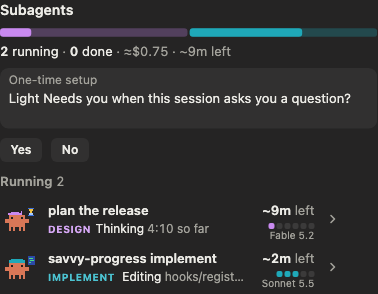 Subagents
2 running · 0 done · ≈$0.75 · ~9m left
One-time setup
Light Needs you when this session asks you a question?
Yes
No
Running 2
plan the release
~9m left
DESIGN Thinking 4:10 so far
Fable 5.2
savvy-progress implement
~2m left
IMPLEMENT Editing hooks/regist...
Sonnet 5.5